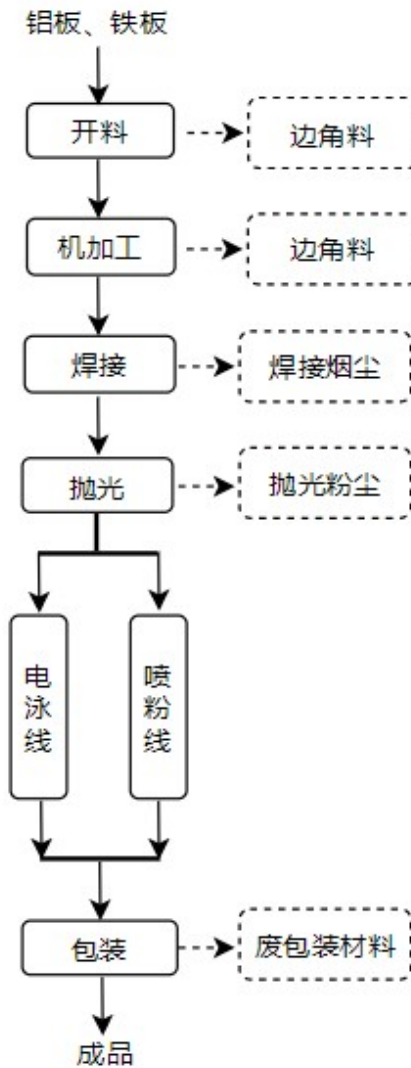 铝板、铁板
开料
边角料
机加工
边角料
焊接
焊接烟尘
抛光
抛光粉尘
电泳线
喷粉线
包装
废包装材料
成品